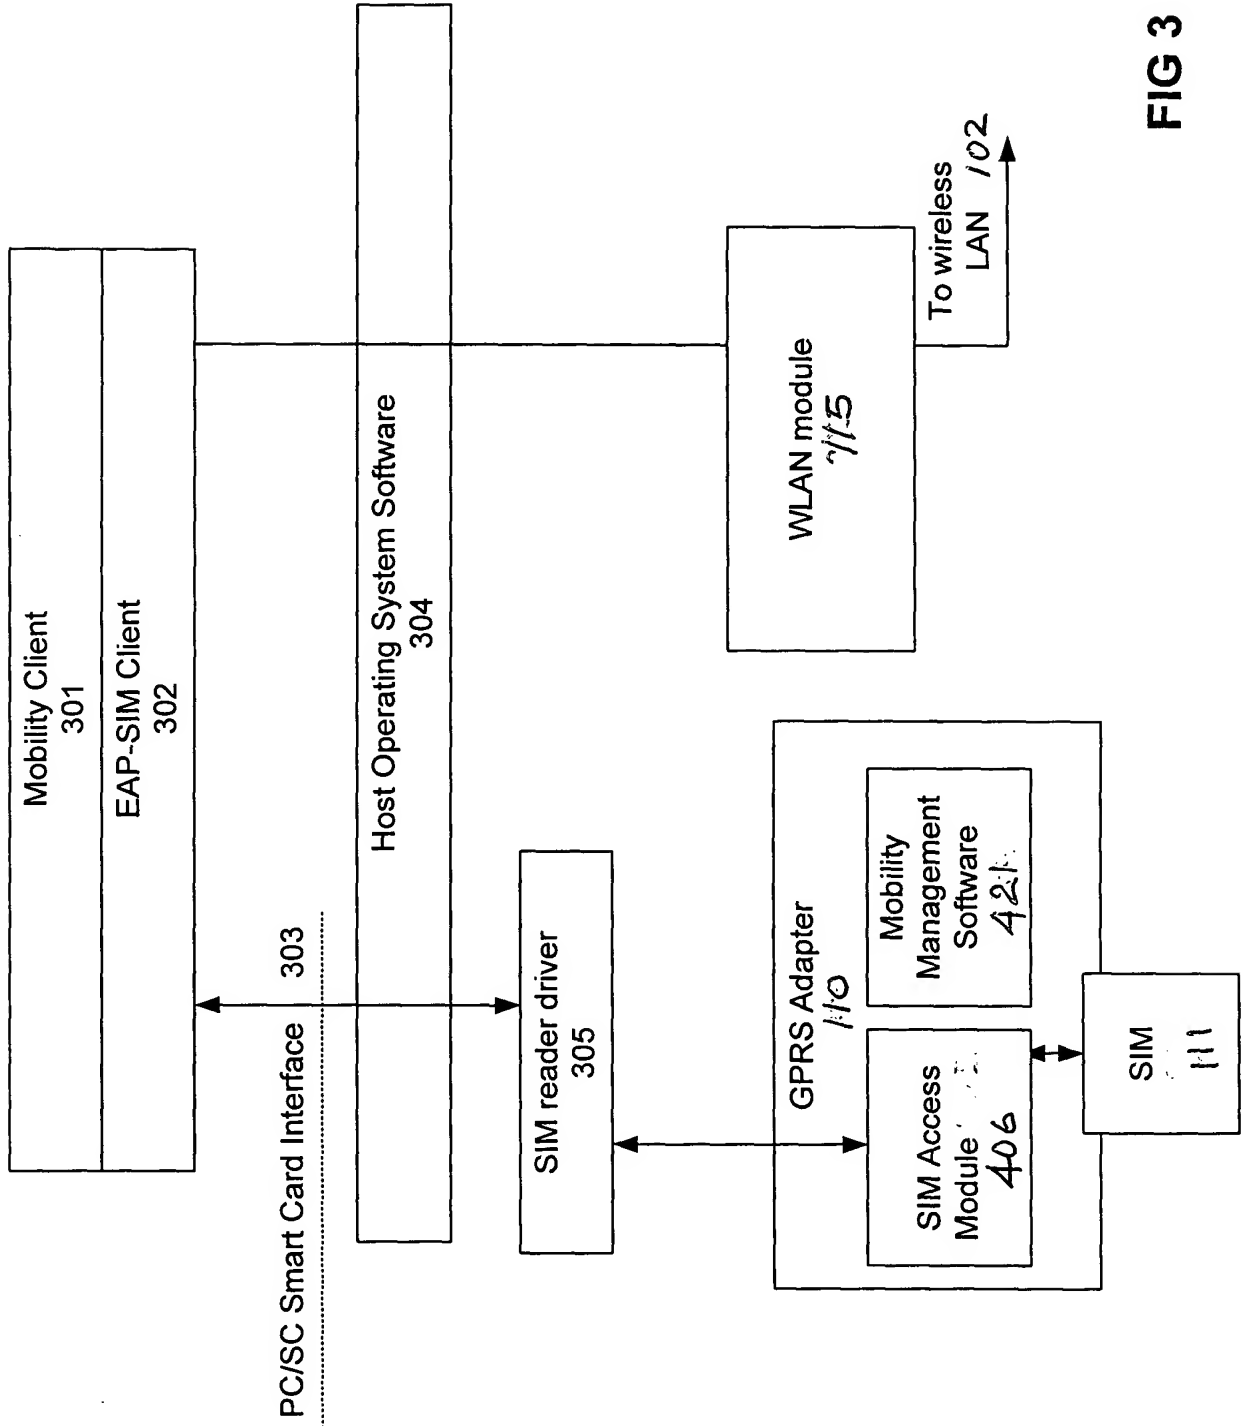 Mobility Client
301
EAP-SIM Client
302
PC/SC Smart Card Interface 303
Host Operating System Software
304
SIM reader driver
305
GPRS Adapter
110
SIM Access
Module
406
Mobility
Management
Software
421
SIM
111
WLAN module
115
To wireless
LAN 102
FIG 3